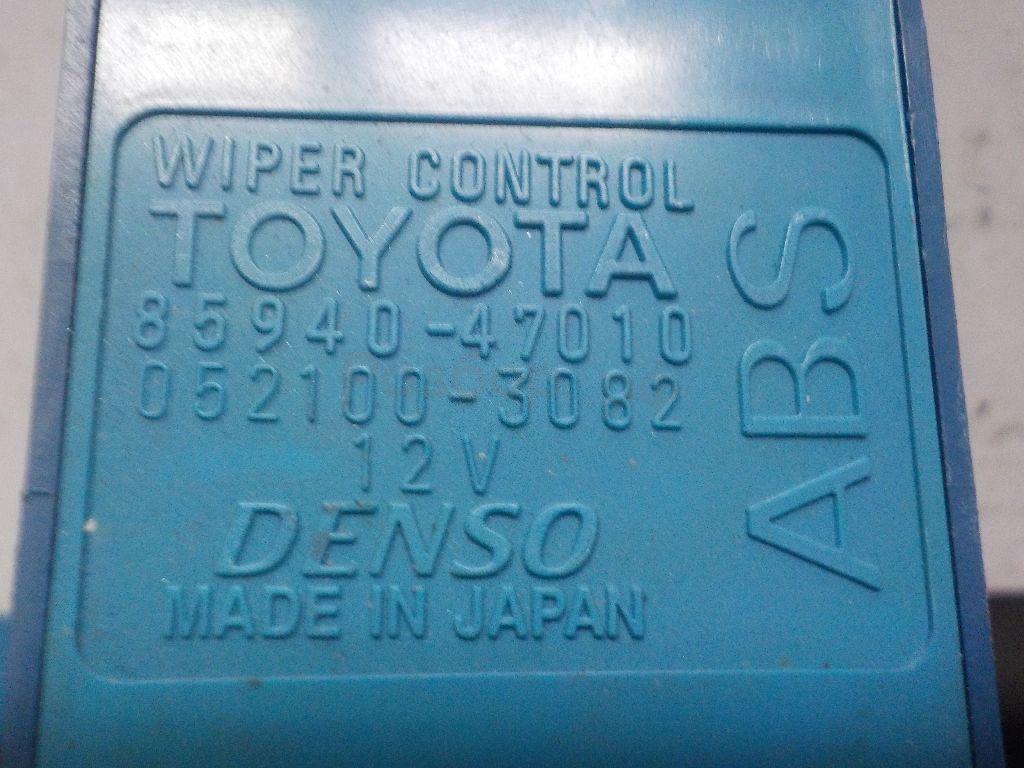 WIPER CONTROL
TOYOTA
85940-47010
052100-3082
12V
DENSO
MADE IN JAPAN
ABS